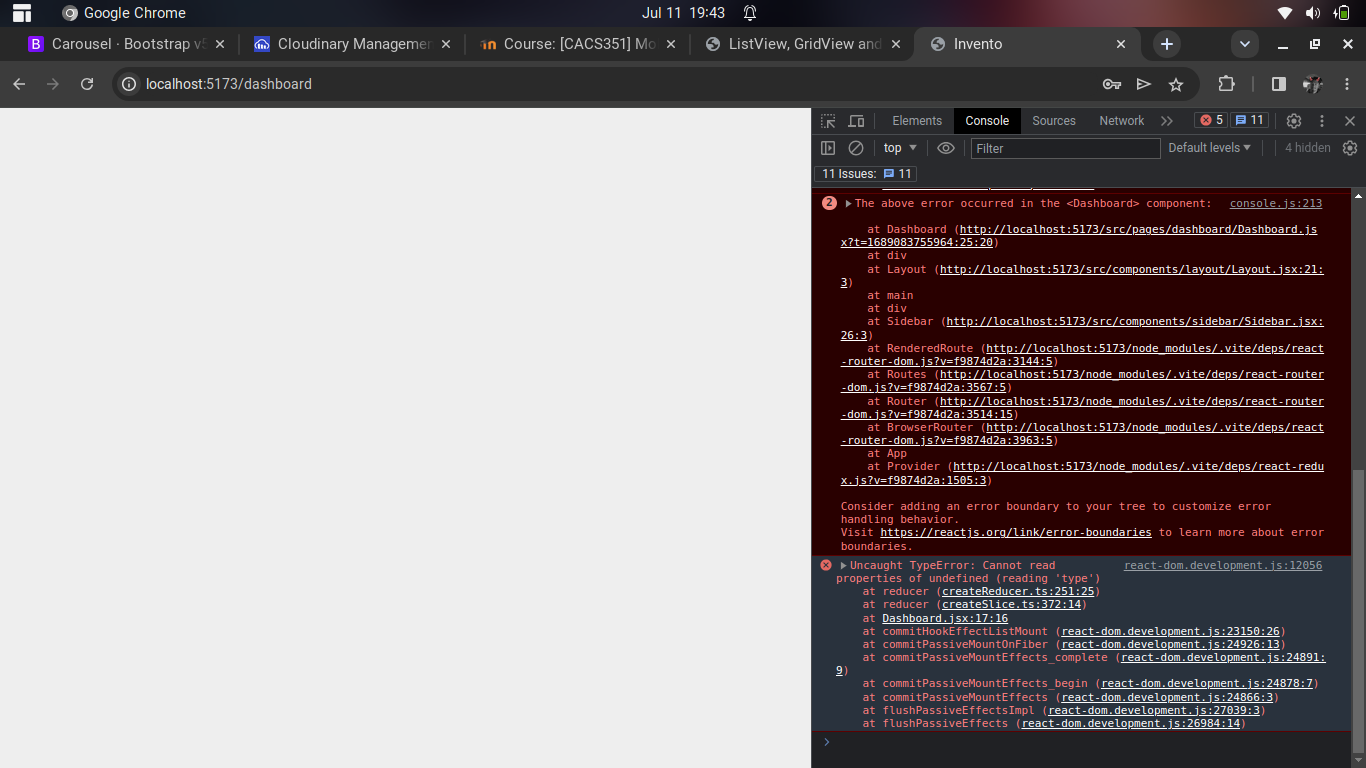 Google Chrome
Jul 11 19:43
Carousel · Bootstrap v5
Cloudinary Managemer
Course: [CACS351] Mo
ListView, GridView and
Invento
localhost:5173/dashboard
Elements Console Sources Network 5 11
top Filter Default levels 4 hidden
11 Issues: 11
2 The above error occurred in the <Dashboard> component: console.js:213
at Dashboard (http://localhost:5173/src/pages/dashboard/Dashboard.js
x?t=1689083755964:25:20)
at div
at Layout (http://localhost:5173/src/components/layout/Layout.jsx:21:
3)
at main
at div
at Sidebar (http://localhost:5173/src/components/sidebar/Sidebar.jsx:
26:3)
at RenderedRoute (http://localhost:5173/node_modules/.vite/deps/react
-router-dom.js?v=f9874d2a:3144:5)
at Routes (http://localhost:5173/node_modules/.vite/deps/react-router
-dom.js?v=f9874d2a:3567:5)
at Router (http://localhost:5173/node_modules/.vite/deps/react-router
-dom.js?v=f9874d2a:3514:15)
at BrowserRouter (http://localhost:5173/node_modules/.vite/deps/react
-router-dom.js?v=f9874d2a:3963:5)
at App
at Provider (http://localhost:5173/node_modules/.vite/deps/react-redu
x.js?v=f9874d2a:1505:3)
Consider adding an error boundary to your tree to customize error
handling behavior.
Visit https://reactjs.org/link/error-boundaries to learn more about error
boundaries.
Uncaught TypeError: Cannot read react-dom.development.js:12056
properties of undefined (reading 'type')
at reducer (createReducer.ts:251:25)
at reducer (createSlice.ts:372:14)
at Dashboard.jsx:17:16
at commitHookEffectListMount (react-dom.development.js:23150:26)
at commitPassiveMountOnFiber (react-dom.development.js:24926:13)
at commitPassiveMountEffects_complete (react-dom.development.js:24891:
9)
at commitPassiveMountEffects_begin (react-dom.development.js:24878:7)
at commitPassiveMountEffects (react-dom.development.js:24866:3)
at flushPassiveEffectsImpl (react-dom.development.js:27039:3)
at flushPassiveEffects (react-dom.development.js:26984:14)